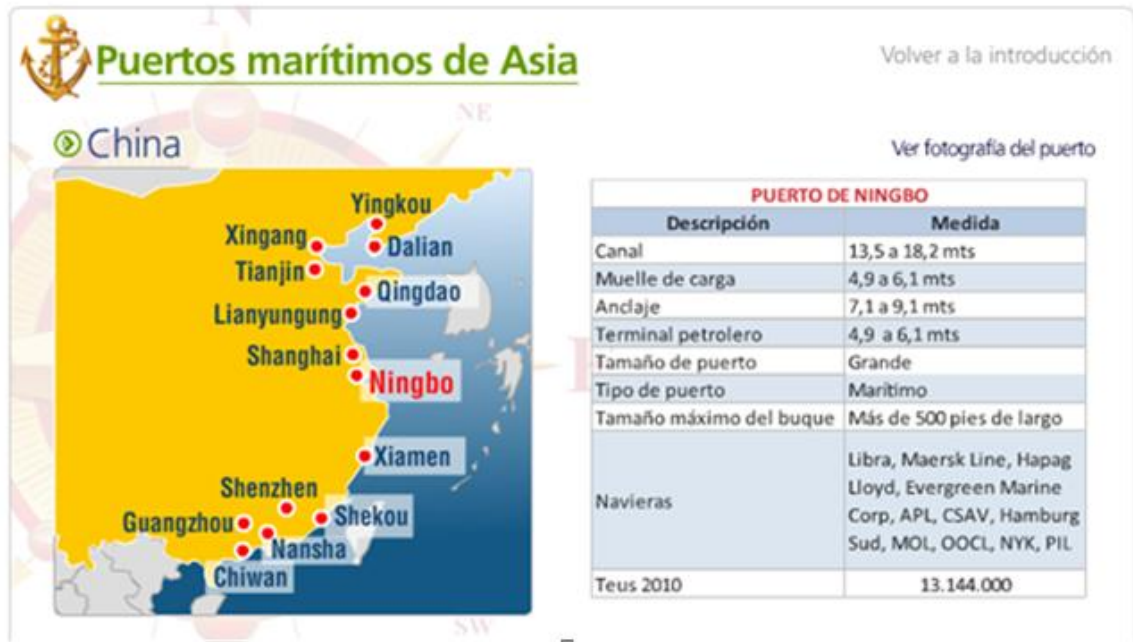 Puertos marítimos de Asia
Volver a la introducción
NE
China
Ver fotografía del puerto
Yingkou
Xingang
Dalian
Tianjin
Qingdao
Lianyungung
Shanghai
Ningbo
Xiamen
Shenzhen
Shekou
Guangzhou
Nansha
Chiwan
PUERTO DE NINGBO
Descripción Medida
Canal 13,5 a 18,2 mts
Muelle de carga 4,9 a 6,1 mts
Anclaje 7,1 a 9,1 mts
Terminal petrolero 4,9 a 6,1 mts
Tamaño de puerto Grande
Tipo de puerto Marítimo
Tamaño máximo del buque Más de 500 pies de largo
Navieras
Libra, Maersk Line, Hapag
Lloyd, Evergreen Marine
Corp, APL, CSAV, Hamburg
Sud, MOL, OOCL, NYK, PIL
Teus 2010 13.144.000
SW